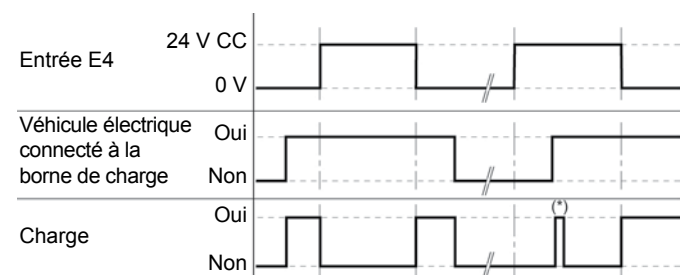 24 V CC
Entrée E4
0 V
Véhicule électrique
connecté à la
borne de charge
Oui
Non
Oui
(*)
Charge
Non